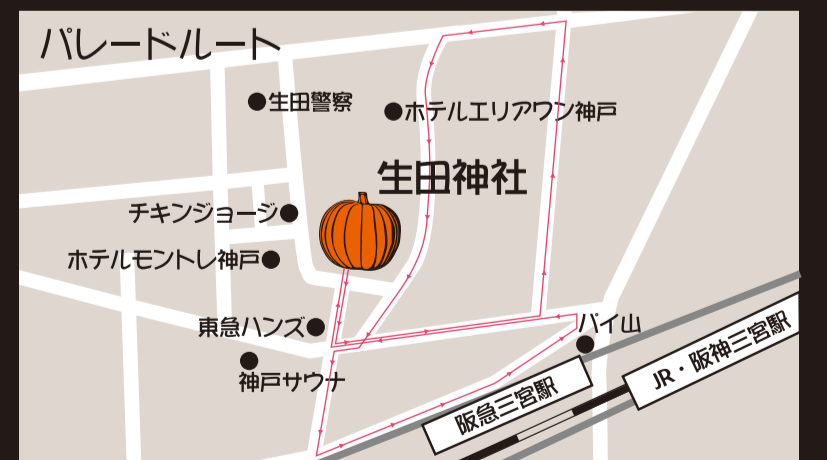 パレードルート
生田警察
ホテルエリアワン神戸
生田神社
チキンジョージ
ホテルモントレ神戸
東急ハンズ
パイ山
神戸サウナ
阪急三宮駅
JR・阪神三宮駅